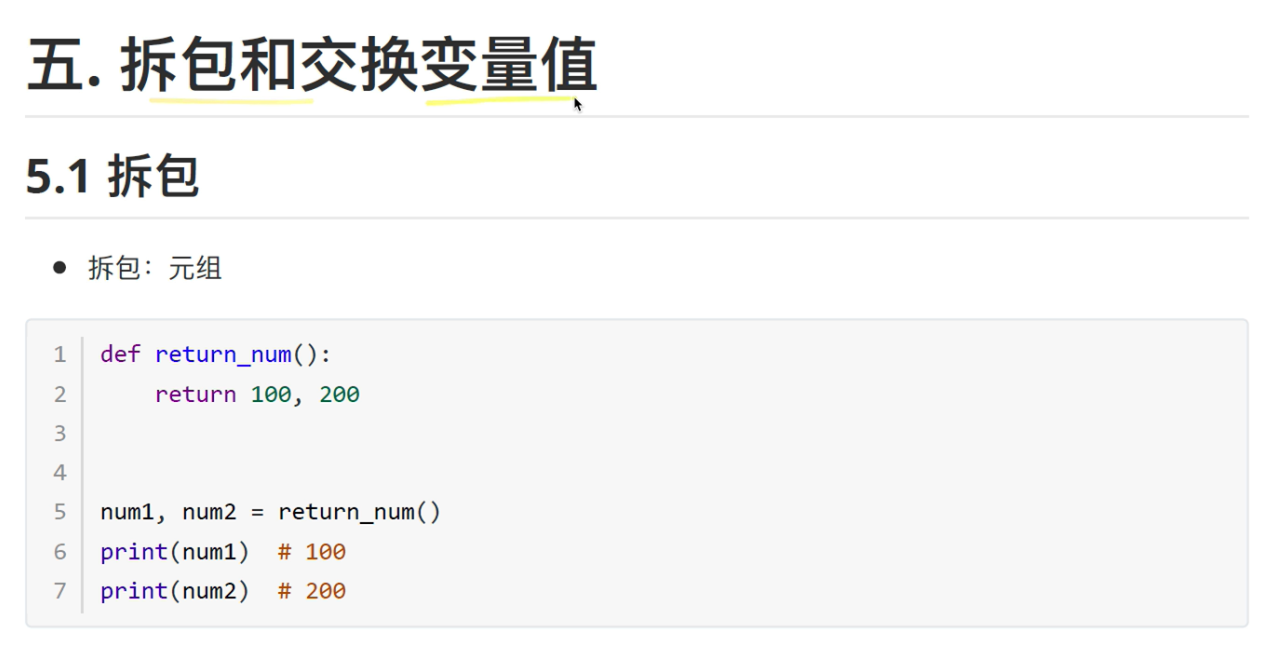 五. 拆包和交换变量值
5.1 拆包
• 拆包：元组
1 def return_num():
2     return 100, 200
3
4
5 num1, num2 = return_num()
6 print(num1)  # 100
7 print(num2)  # 200